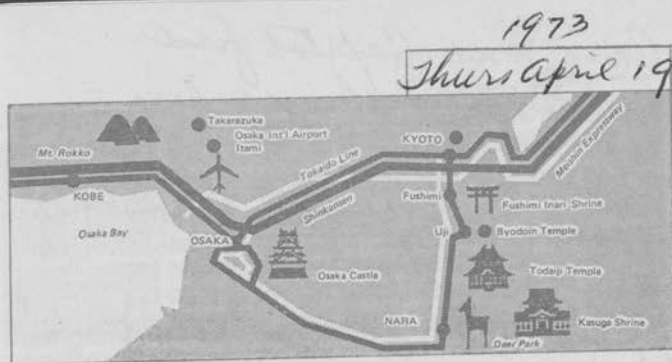 1973
Thurs April 19
Takarazuka
Osaka Int'l Airport
Itami
KYOTO
Mt. Rokko
Tokaido Line
Meishin Expressway
KOBE
Shinkansen
Fushimi
Fushimi Inari Shrine
Osaka Bay
OSAKA
Uji
Byodoin Temple
Osaka Castle
Todaiji Temple
NARA
Kasuga Shrine
Deer Park